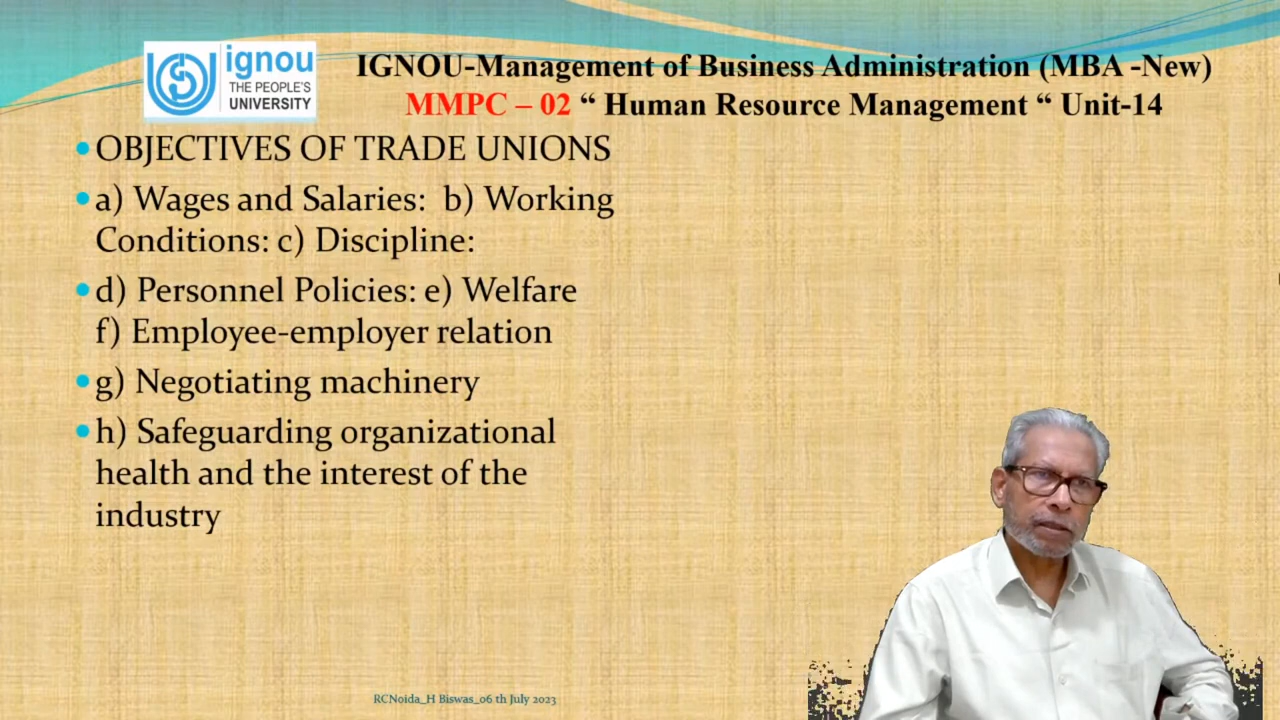 ignou
THE PEOPLE'S
UNIVERSITY
IGNOU-Management of Business Administration (MBA -New)
MMPC – 02 “ Human Resource Management “ Unit-14
•OBJECTIVES OF TRADE UNIONS
•a) Wages and Salaries: b) Working
Conditions: c) Discipline:
•d) Personnel Policies: e) Welfare
f) Employee-employer relation
•g) Negotiating machinery
•h) Safeguarding organizational
health and the interest of the
industry
RCNoida_H Biswas_06 th July 2023